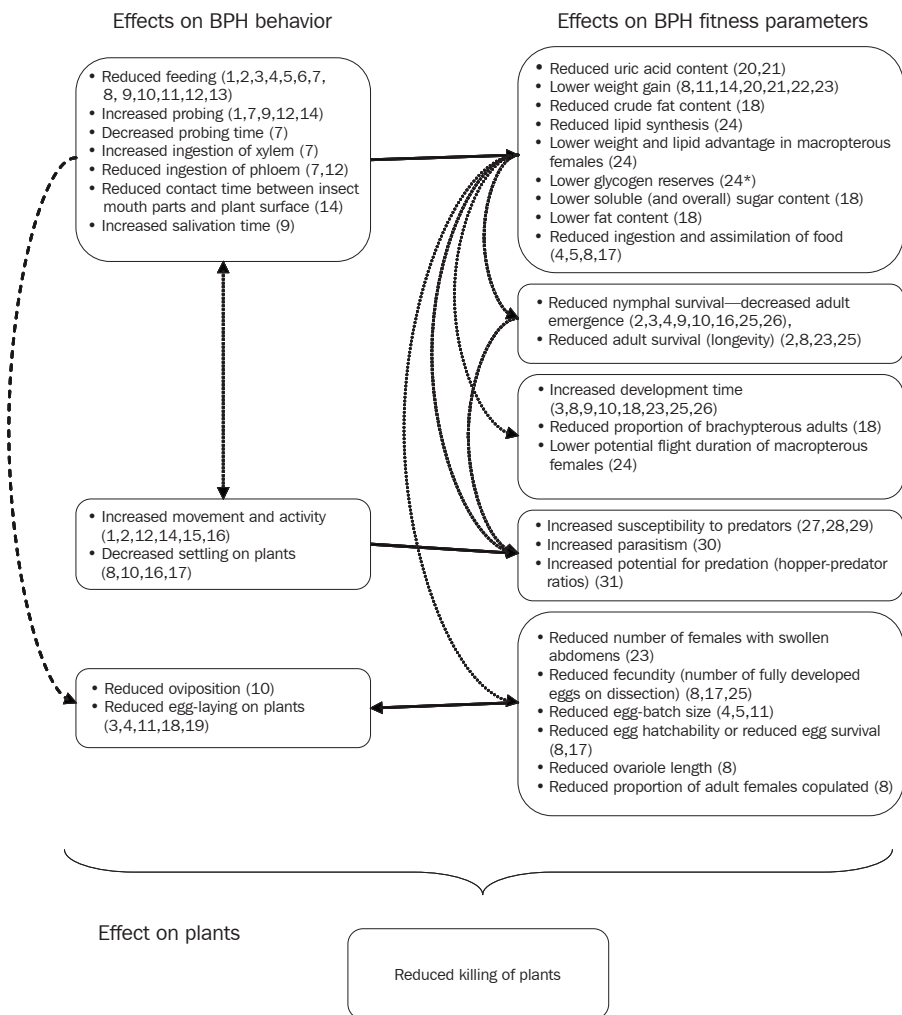 Effects on BPH behavior
• Reduced feeding (1,2,3,4,5,6,7,
8, 9,10,11,12,13)
• Increased probing (1,7,9,12,14)
• Decreased probing time (7)
• Increased ingestion of xylem (7)
• Reduced ingestion of phloem (7,12)
• Reduced contact time between insect
mouth parts and plant surface (14)
• Increased salivation time (9)
• Increased movement and activity
(1,2,12,14,15,16)
• Decreased settling on plants
(8,10,16,17)
• Reduced oviposition (10)
• Reduced egg-laying on plants
(3,4,11,18,19)
Effects on BPH fitness parameters
• Reduced uric acid content (20,21)
• Lower weight gain (8,11,14,20,21,22,23)
• Reduced crude fat content (18)
• Reduced lipid synthesis (24)
• Lower weight and lipid advantage in macropterous
females (24)
• Lower glycogen reserves (24*)
• Lower soluble (and overall) sugar content (18)
• Lower fat content (18)
• Reduced ingestion and assimilation of food
(4,5,8,17)
• Reduced nymphal survival—decreased adult
emergence (2,3,4,9,10,16,25,26),
• Reduced adult survival (longevity) (2,8,23,25)
• Increased development time
(3,8,9,10,18,23,25,26)
• Reduced proportion of brachypterous adults (18)
• Lower potential flight duration of macropterous
females (24)
• Increased susceptibility to predators (27,28,29)
• Increased parasitism (30)
• Increased potential for predation (hopper-predator
ratios) (31)
• Reduced number of females with swollen
abdomens (23)
• Reduced fecundity (number of fully developed
eggs on dissection) (8,17,25)
• Reduced egg-batch size (4,5,11)
• Reduced egg hatchability or reduced egg survival
(8,17)
• Reduced ovariole length (8)
• Reduced proportion of adult females copulated (8)
Effect on plants
Reduced killing of plants